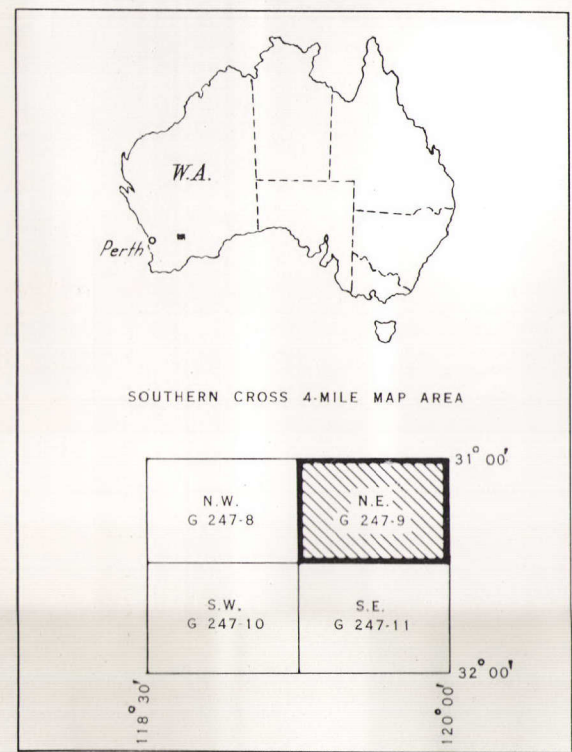 W.A.
Perth
SOUTHERN CROSS 4-MILE MAP AREA
31° 00'
N.W.
G 247-8
N.E.
G 247-9
S.W.
G 247-10
S.E.
G 247-11
32° 00'
118° 30'
120° 00'